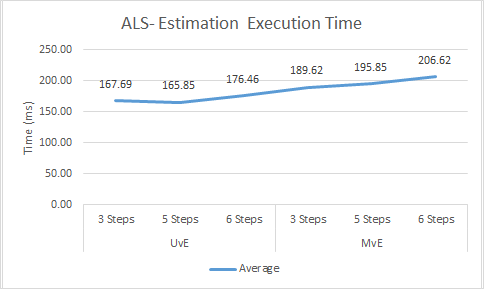 ALS- Estimation  Execution Time
250.00
200.00
150.00
100.00
50.00
0.00
Time (ms)
167.69
165.85
176.46
189.62
195.85
206.62
3 Steps 5 Steps 6 Steps 3 Steps 5 Steps 6 Steps
UvE MvE
Average